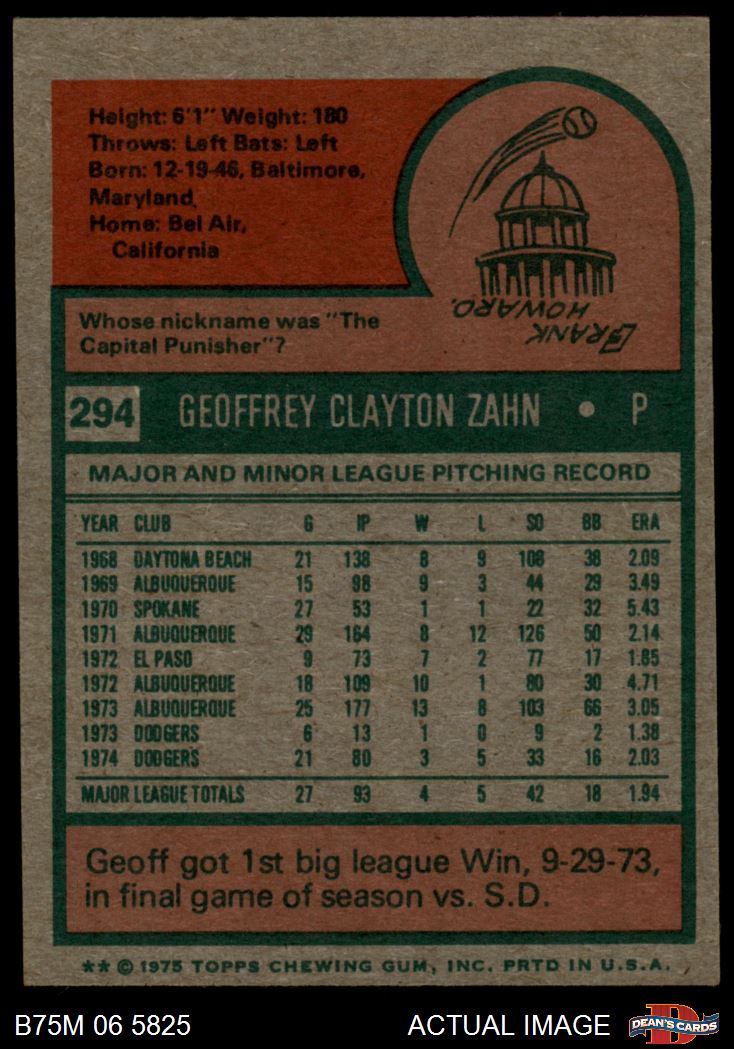 Height: 6'1" Weight: 180
Throws: Left Bats: Left
Born: 12-19-46, Baltimore,
Maryland,
Home: Bel Air,
California
Whose nickname was "The
Capital Punisher"?
FRANK
HOWARD.
294 GEOFFREY CLAYTON ZAHN • P
MAJOR AND MINOR LEAGUE PITCHING RECORD
YEAR CLUB G IP W L SO BB ERA
1968 DAYTONA BEACH 21 138 8 9 108 38 2.09
1969 ALBUQUERQUE 15 98 9 3 44 29 3.49
1970 SPOKANE 27 53 1 1 22 32 5.43
1971 ALBUQUERQUE 29 164 8 12 126 50 2.14
1972 EL PASO 9 73 7 2 77 17 1.85
1972 ALBUQUERQUE 18 109 10 1 80 30 4.71
1973 ALBUQUERQUE 25 177 13 8 103 66 3.05
1973 DODGERS 6 13 1 0 9 2 1.38
1974 DODGERS 21 80 3 5 33 16 2.03
MAJOR LEAGUE TOTALS 27 93 4 5 42 18 1.94
Geoff got 1st big league Win, 9-29-73,
in final game of season vs. S.D.
** © 1975 TOPPS CHEWING GUM, INC. PRTD IN U.S.A.
B75M 06 5825 ACTUAL IMAGE D DEAN'S CARDS